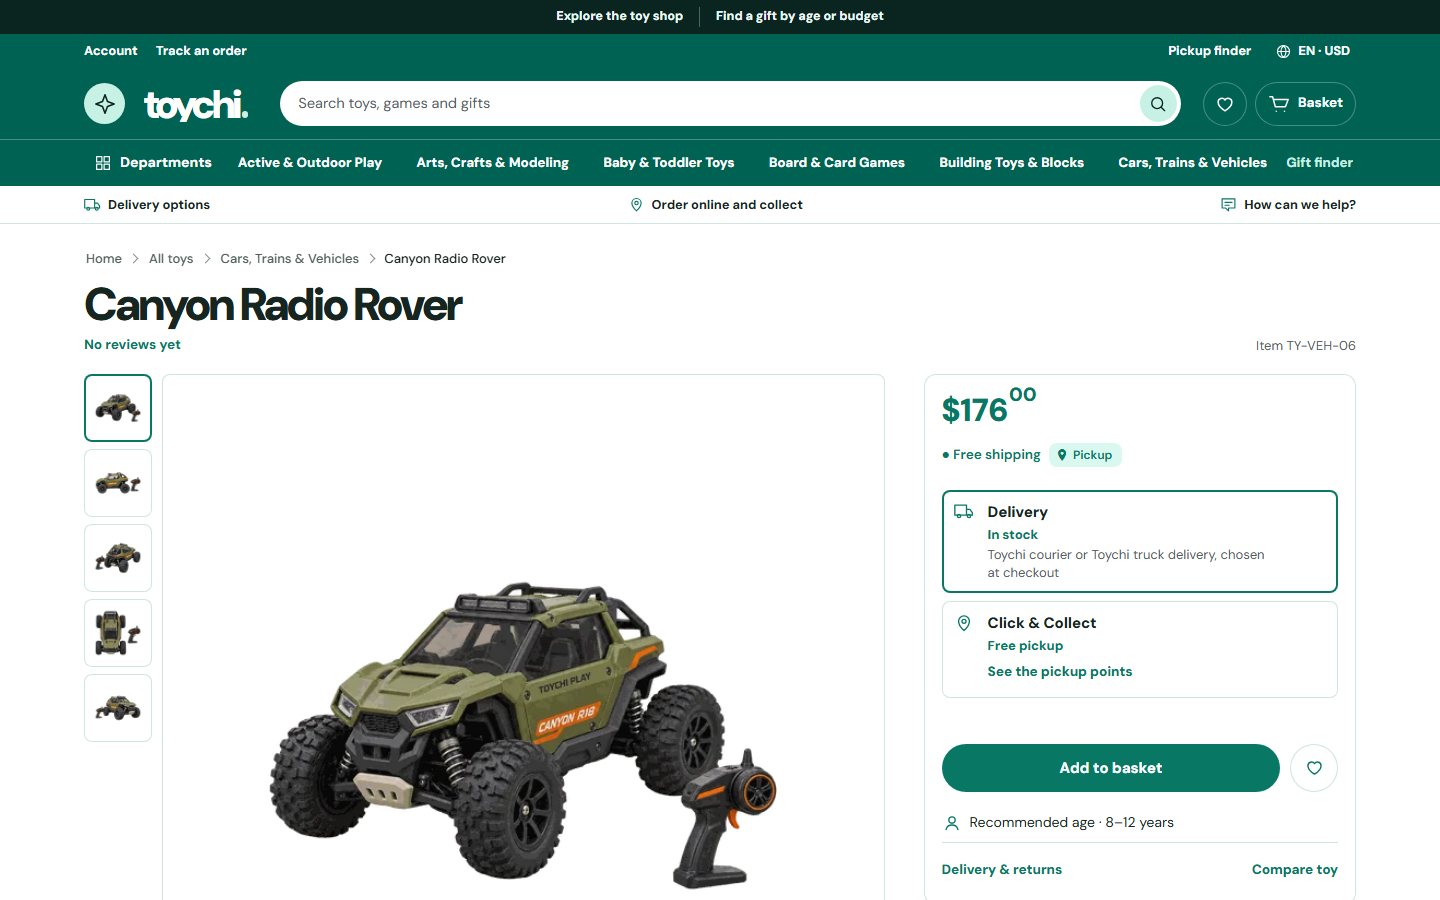 Explore the toy shop
Find a gift by age or budget
Account
Track an order
Pickup finder
EN · USD
toychi.
Search toys, games and gifts
Basket
Departments
Active & Outdoor Play
Arts, Crafts & Modeling
Baby & Toddler Toys
Board & Card Games
Building Toys & Blocks
Cars, Trains & Vehicles
Gift finder
Delivery options
Order online and collect
How can we help?
Home
All toys
Cars, Trains & Vehicles
Canyon Radio Rover
Canyon Radio Rover
No reviews yet
Item TY-VEH-06
TOYCHI PLAY
CANYON R18
$176 00
Free shipping
Pickup
Delivery
In stock
Toychi courier or Toychi truck delivery, chosen
at checkout
Click & Collect
Free pickup
See the pickup points
Add to basket
Recommended age · 8–12 years
Delivery & returns
Compare toy